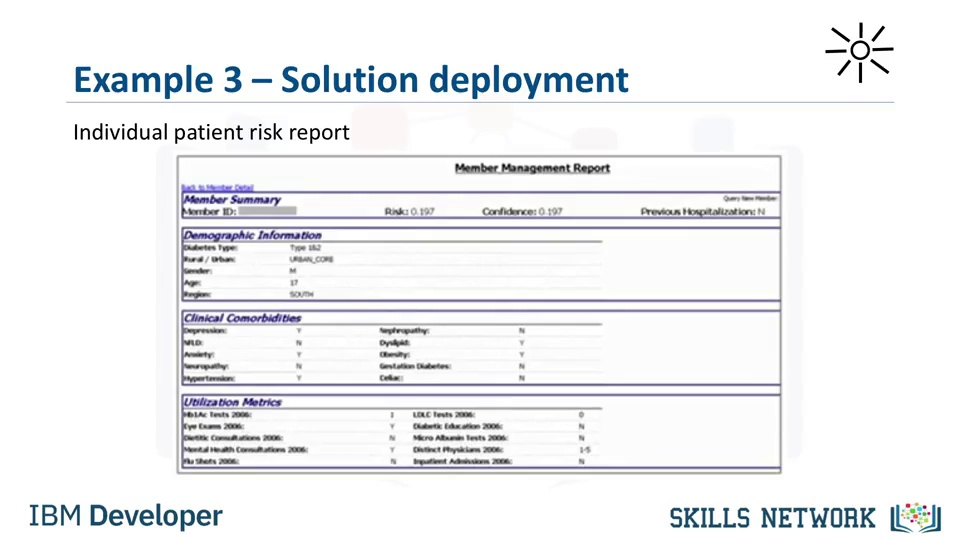 Example 3 – Solution deployment
Individual patient risk report
Member Management Report
Back to Member Detail
Query New Member
Member Summary
Member ID: Risk: 0.197 Confidence: 0.197 Previous Hospitalization: N
Demographic Information
Diabetes Type: Type 1&2
Rural / Urban: URBAN_CORE
Gender: M
Age: 17
Region: SOUTH
Clinical Comorbidities
Depression: Y Nephropathy: N
NFLD: N Dyslipid: Y
Anxiety: Y Obesity: Y
Neuropathy: N Gestation Diabetes: N
Hypertension: Y Celiac: N
Utilization Metrics
Hb1Ac Tests 2006: 1 LDLC Tests 2006: 0
Eye Exams 2006: Y Diabetic Education 2006: N
Dietitic Consultations 2006: N Micro Albumin Tests 2006: N
Mental Health Consultations 2006: Y Distinct Physicians 2006: 1-5
Flu Shots 2006: N Inpatient Admissions 2006: N
IBM Developer
SKILLS NETWORK